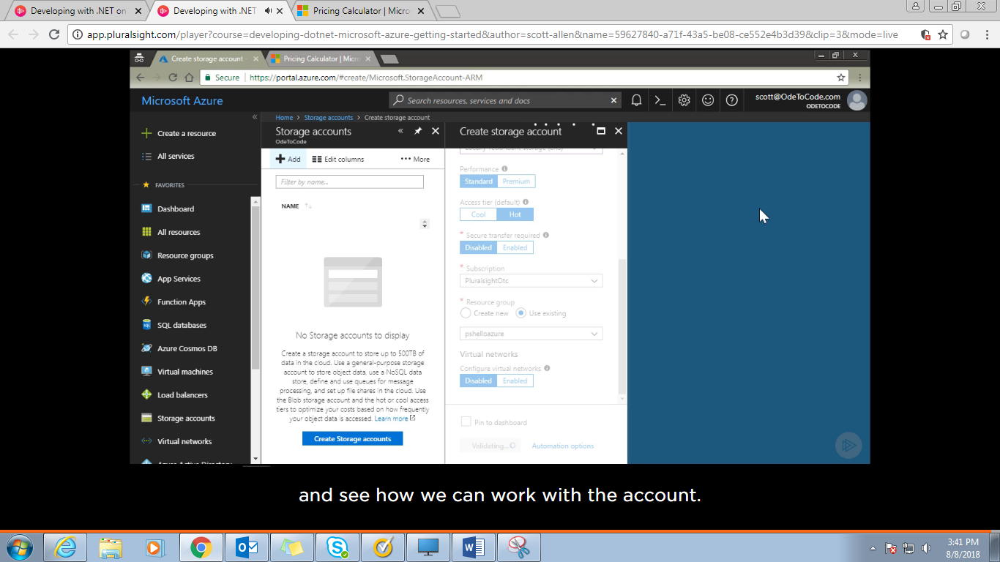 Developing with .NET on
Developing with .NET
Pricing Calculator | Micro
app.pluralsight.com/player?course=developing-dotnet-microsoft-azure-getting-started&author=scott-allen&name=59627840-a71f-43a5-be08-ce552e4b3d39&clip=3&mode=live
Create storage account -
Pricing Calculator | Micro
Secure
https://portal.azure.com/#create/Microsoft.StorageAccount-ARM
Microsoft Azure
Search resources, services and docs
scott@OdeToCode.com
ODETOCODE
Home > Storage accounts > Create storage account
Create a resource
All services
FAVORITES
Dashboard
All resources
Resource groups
App Services
Function Apps
SQL databases
Azure Cosmos DB
Virtual machines
Load balancers
Storage accounts
Virtual networks
Azure Active Directory
Storage accounts
OdeToCode
Add
Edit columns
More
Filter by name...
NAME
No Storage accounts to display
Create a storage account to store up to 500TB of
data in the cloud. Use a general-purpose storage
account to store object data, use a NoSQL data
store, define and use queues for message
processing, and set up file shares in the cloud. Use
the Blob storage account and the hot or cool access
tiers to optimize your costs based on how frequently
your object data is accessed. Learn more
Create Storage accounts
Create storage account
Locally-redundant storage (LRS)
Performance
Standard Premium
Access tier (default)
Cool Hot
* Secure transfer required
Disabled Enabled
* Subscription
PluralsightOtc
* Resource group
Create new Use existing
pshelloazure
Virtual networks
Configure virtual networks
Disabled Enabled
Pin to dashboard
Validating...
Automation options
and see how we can work with the account.
3:41 PM
8/8/2018